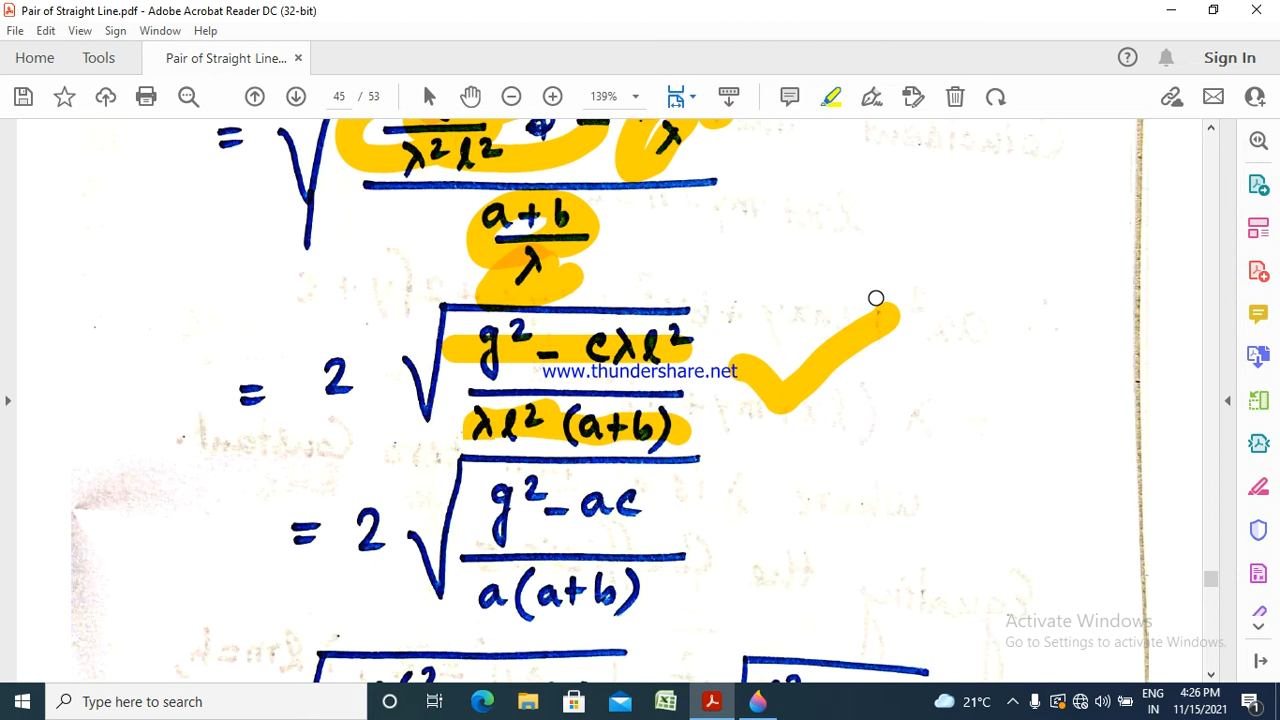 Pair of Straight Line.pdf - Adobe Acrobat Reader DC (32-bit)
File Edit View Sign Window Help
Home Tools Pair of Straight Line... × Sign In
45 / 53 139%
= √
λ²l² λ
a+b
λ
= 2 √ g² - cλl²
www.thundershare.net
λl² (a+b)
= 2 √ g² - ac
a(a+b)
Activate Windows
Go to Settings to activate Windows.
Type here to search
21°C
ENG
IN
4:26 PM
11/15/2021
1